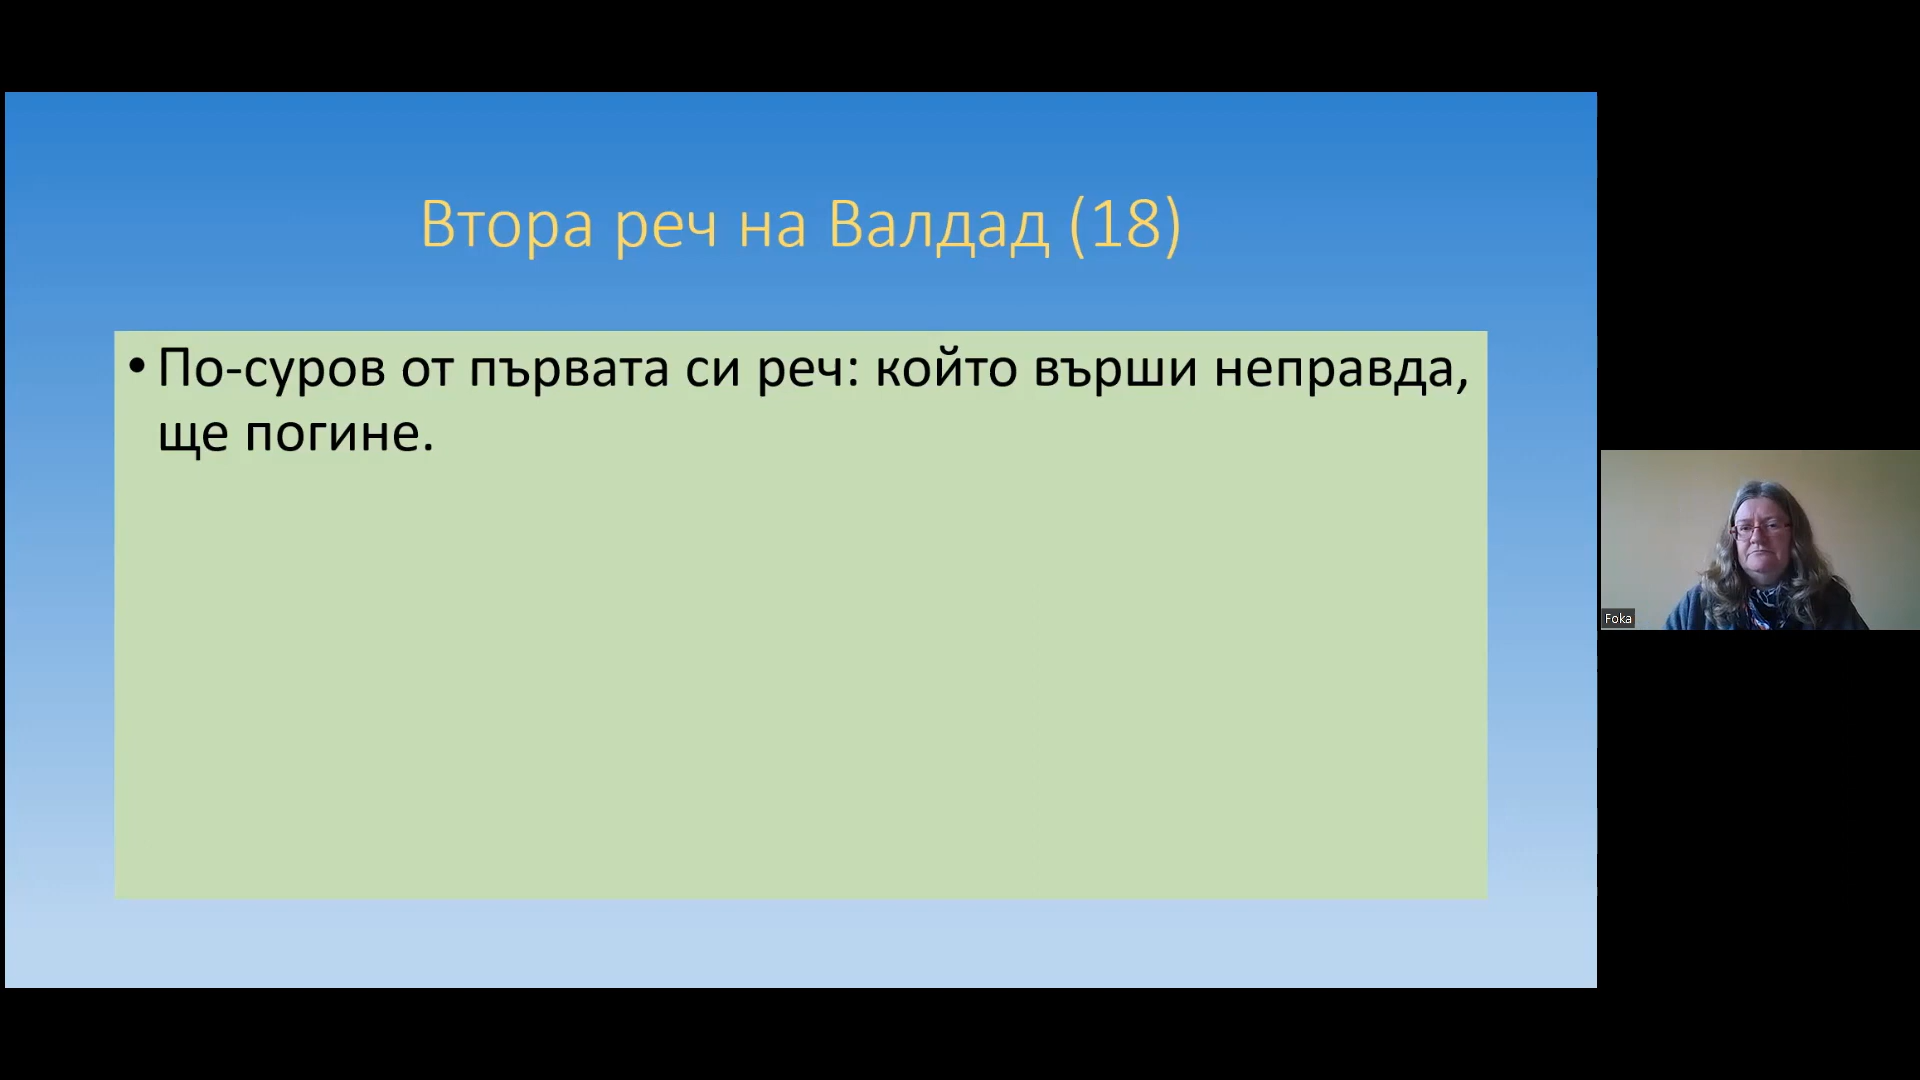 Втора реч на Валдад (18)
• По-суров от първата си реч: който върши неправда,
ще погине.
Foka